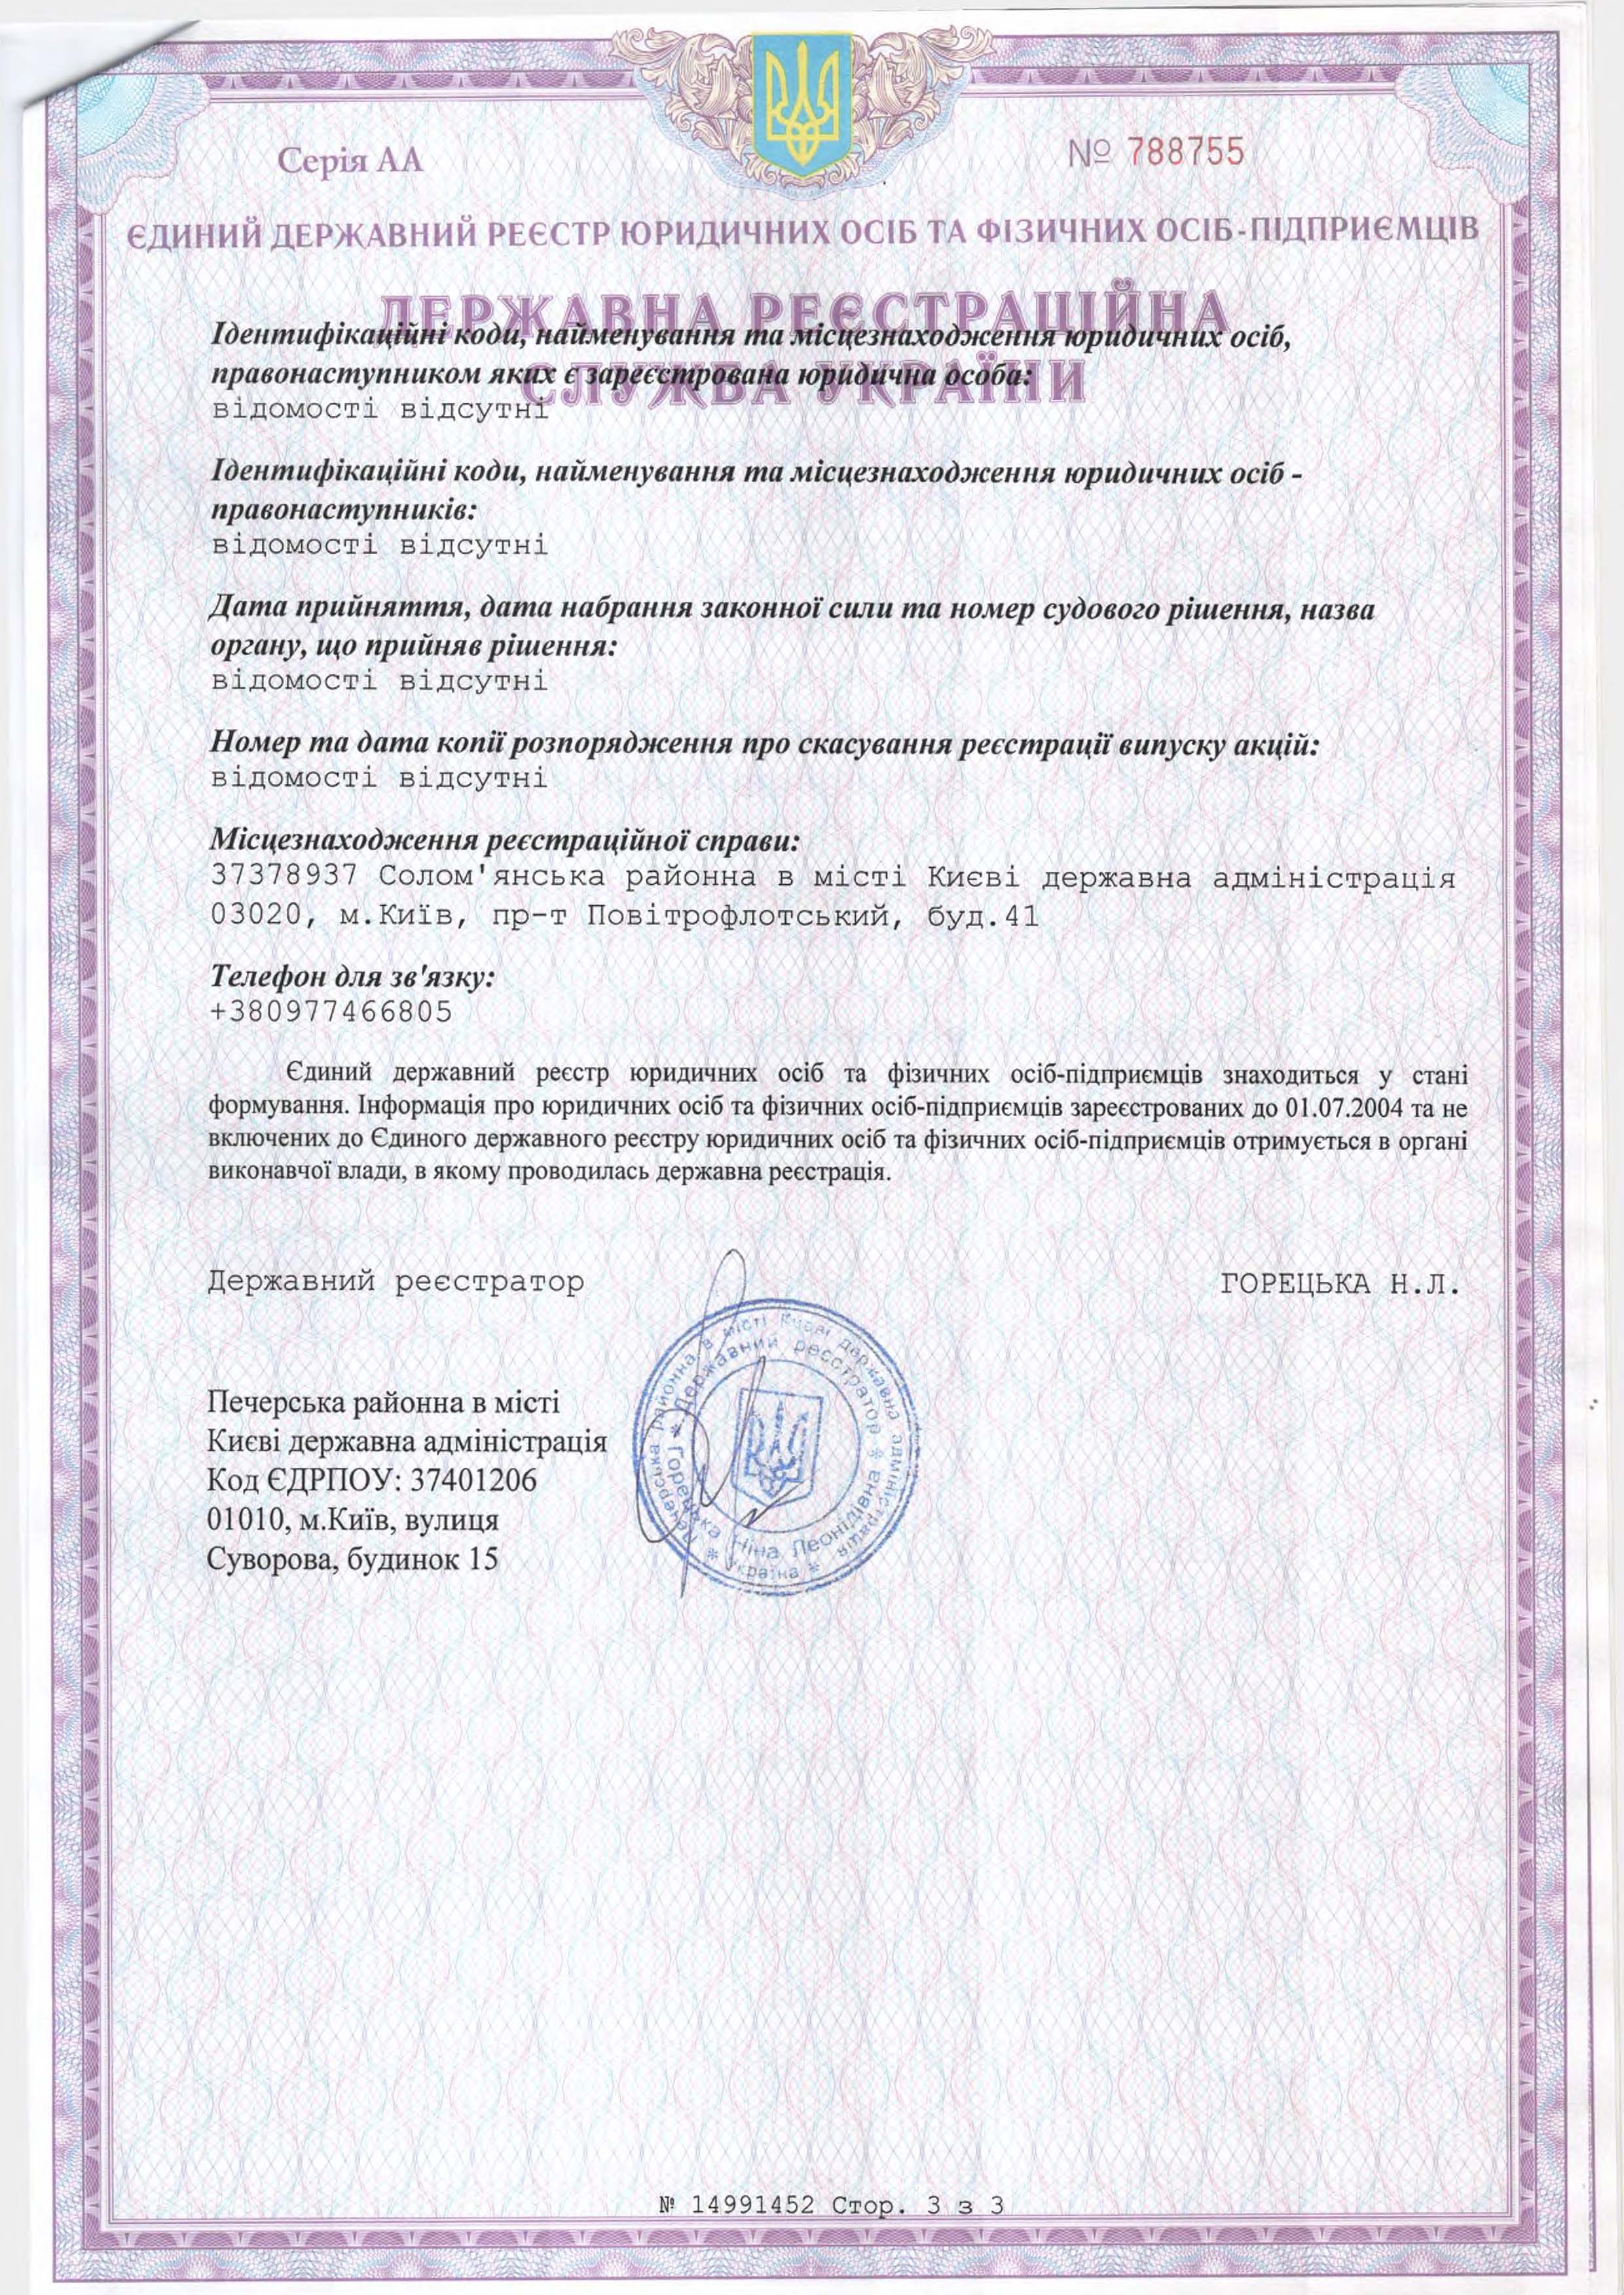 Серія АА
№ 788755
ЄДИНИЙ ДЕРЖАВНИЙ РЕЄСТР ЮРИДИЧНИХ ОСІБ ТА ФІЗИЧНИХ ОСІБ-ПІДПРИЄМЦІВ
ДЕРЖАВНА РЕЄСТРАЦІЙНА
СЛУЖБА УКРАЇНИ
Ідентифікаційні коди, найменування та місцезнаходження юридичних осіб,
правонаступником яких є зареєстрована юридична особа:
відомості відсутні
Ідентифікаційні коди, найменування та місцезнаходження юридичних осіб -
правонаступників:
відомості відсутні
Дата прийняття, дата набрання законної сили та номер судового рішення, назва
органу, що прийняв рішення:
відомості відсутні
Номер та дата копії розпорядження про скасування реєстрації випуску акцій:
відомості відсутні
Місцезнаходження реєстраційної справи:
37378937 Солом'янська районна в місті Києві державна адміністрація
03020, м.Київ, пр-т Повітрофлотський, буд.41
Телефон для зв'язку:
+380977466805
Єдиний державний реєстр юридичних осіб та фізичних осіб-підприємців знаходиться у стані
формування. Інформація про юридичних осіб та фізичних осіб-підприємців зареєстрованих до 01.07.2004 та не
включених до Єдиного державного реєстру юридичних осіб та фізичних осіб-підприємців отримується в органі
виконавчої влади, в якому проводилась державна реєстрація.
Державний реєстратор
ГОРЕЦЬКА Н.Л.
Печерська районна в місті
Києві державна адміністрація
Код ЄДРПОУ: 37401206
01010, м.Київ, вулиця
Суворова, будинок 15
Печерська районна в місті Києві державна адміністрація
* Україна *
* Державний реєстратор *
Горецька Ніна Леонідівна
№ 14991452 Стор. 3 з 3